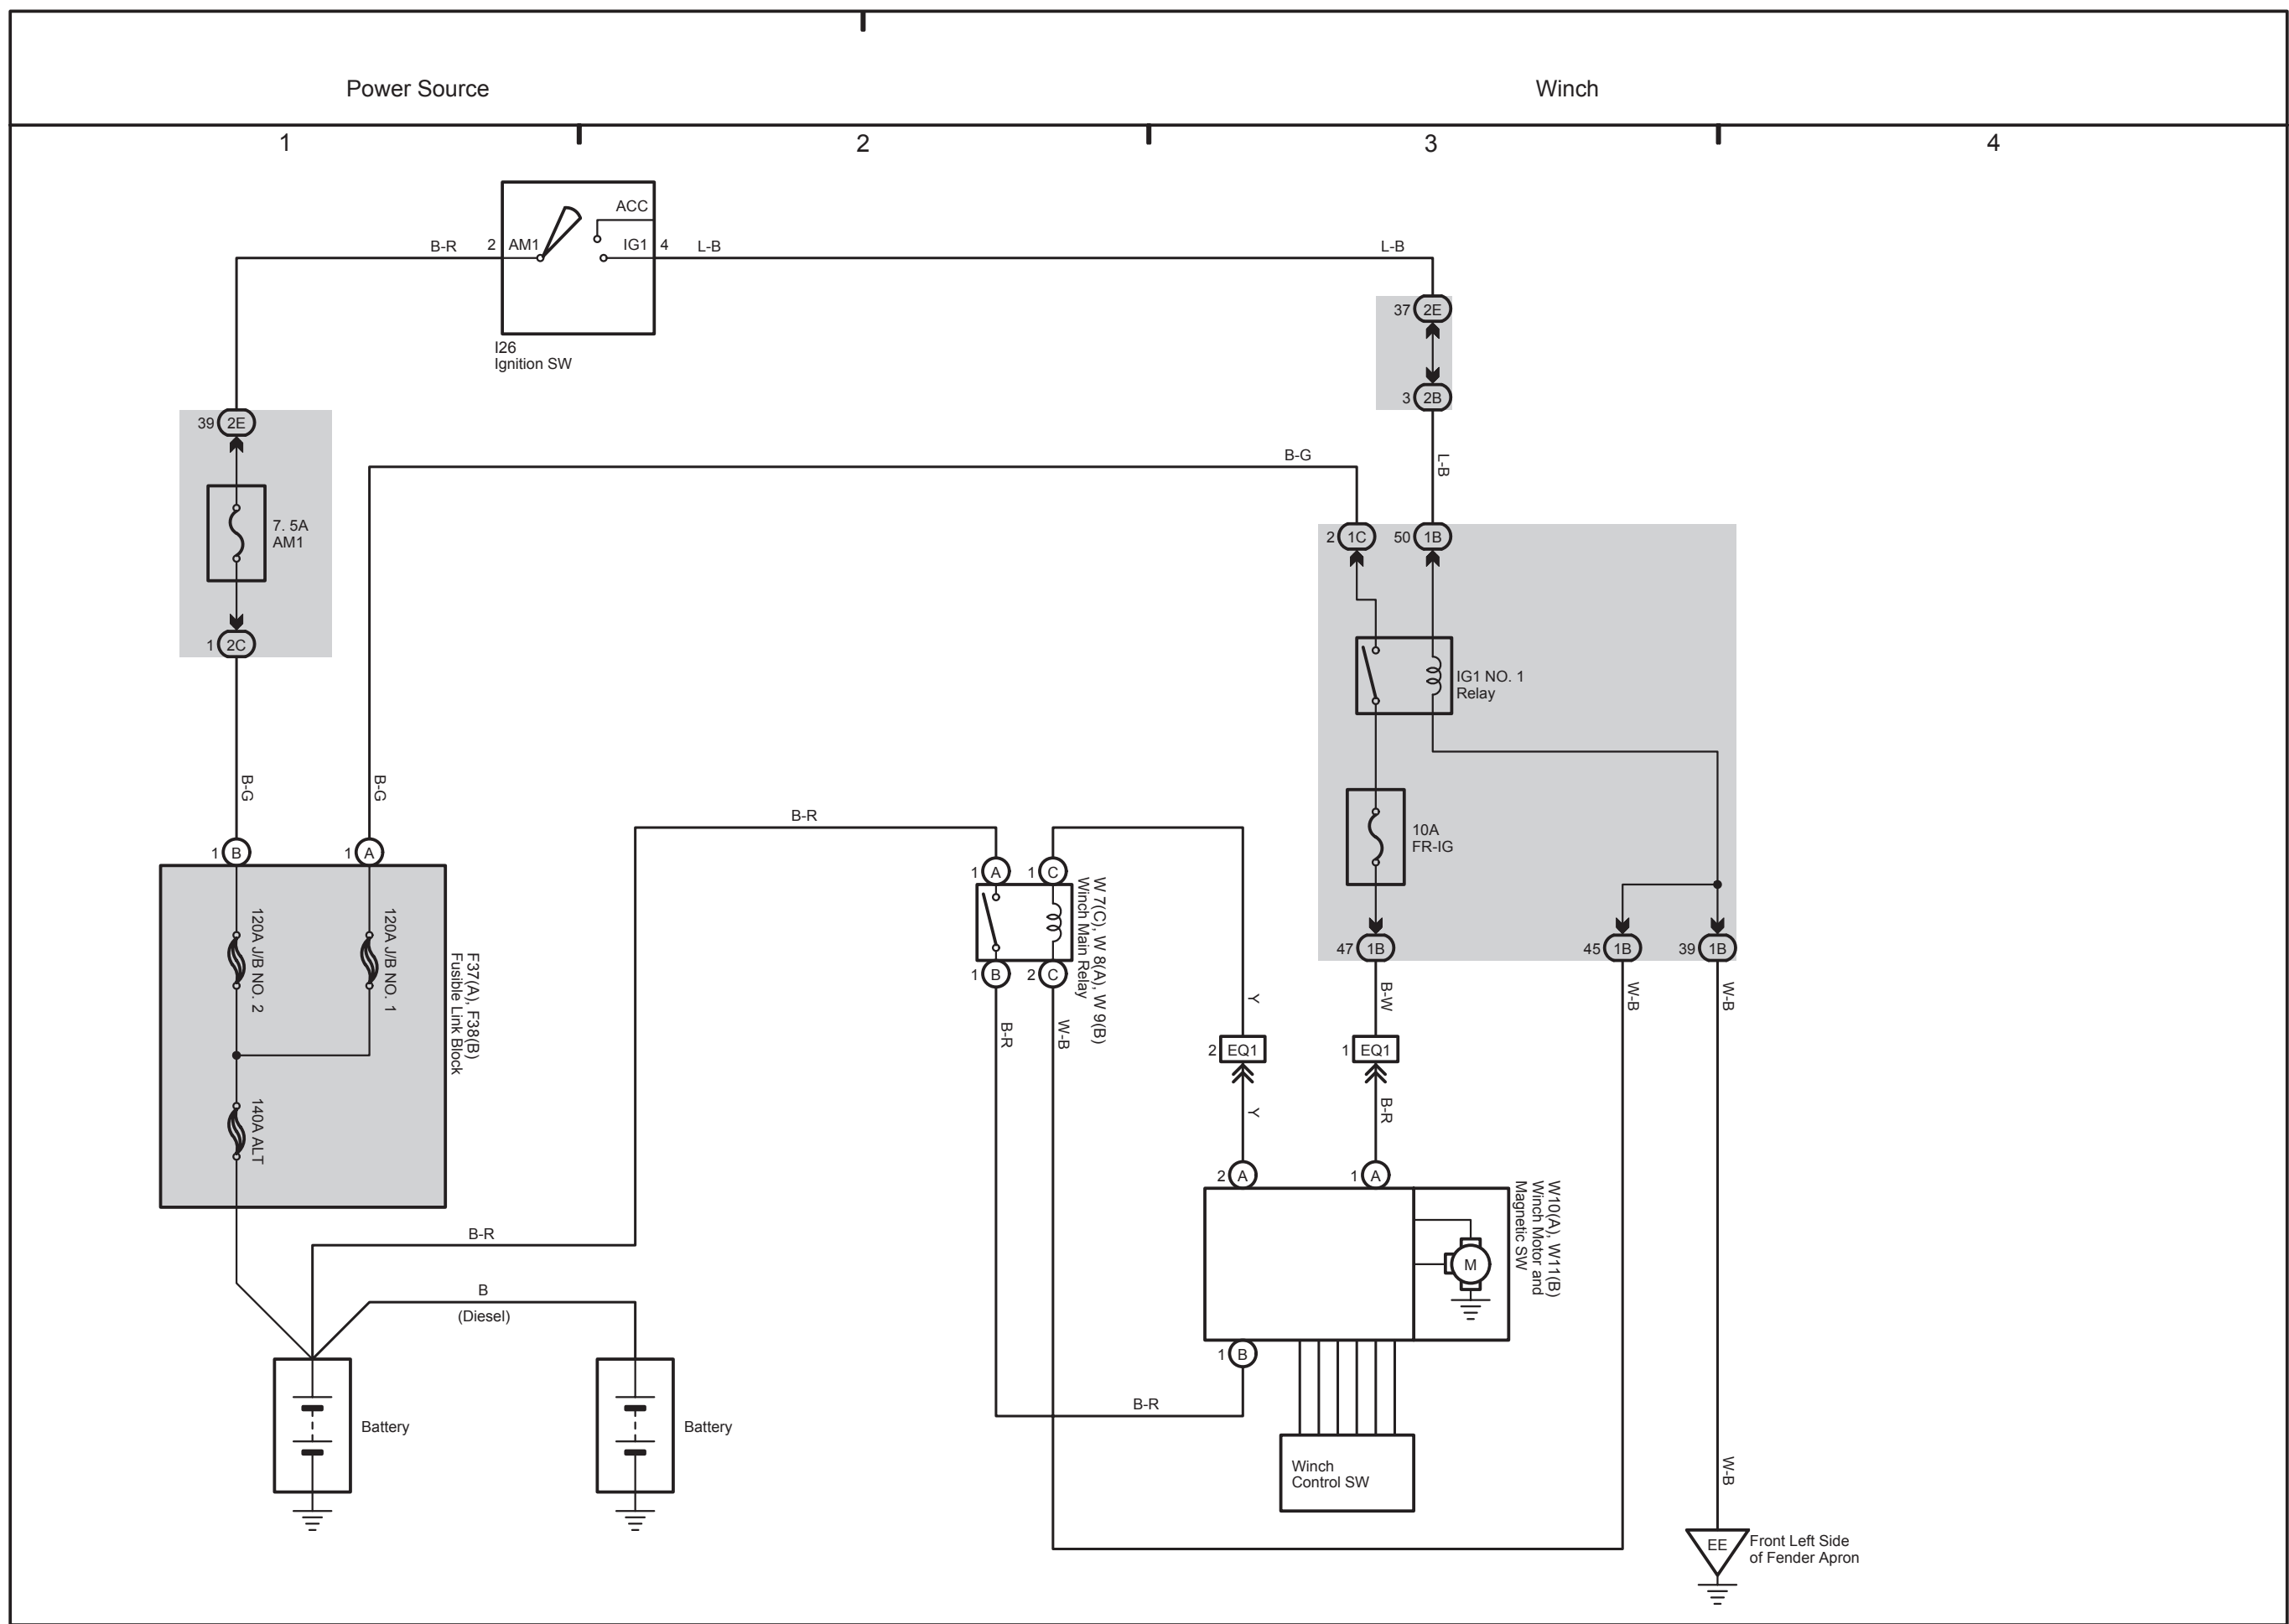 Power Source
Winch
1
2
3
4
ACC
B-R
2
AM1
IG1
4
L-B
L-B
I26
Ignition SW
37
2E
3
2B
39
2E
B-G
L-B
7. 5A
AM1
2
1C
50
1B
1
2C
IG1 NO. 1
Relay
B-G
B-G
B-R
10A
FR-IG
1
B
1
A
1
A
1
C
W 7(C), W 8(A), W 9(B)
Winch Main Relay
120A J/B NO. 2
120A J/B NO. 1
F37(A), F38(B)
Fusible Link Block
47
1B
45
1B
39
1B
1
B
2
C
B-R
W-B
Y
B-W
W-B
W-B
2
EQ1
1
EQ1
140A ALT
Y
B-R
2
A
1
A
W10(A), W11(B)
Winch Motor and
Magnetic SW
B-R
M
B
(Diesel)
1
B
B-R
Battery
Battery
Winch
Control SW
W-B
EE
Front Left Side
of Fender Apron